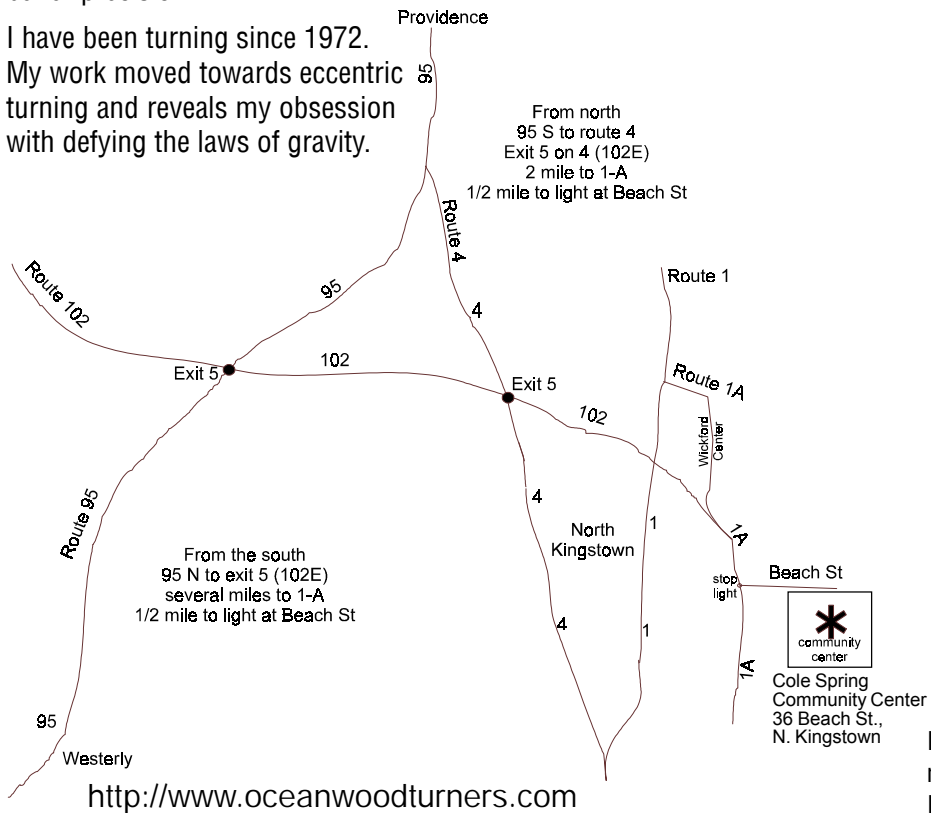 I have been turning since 1972.
My work moved towards eccentric
turning and reveals my obsession
with defying the laws of gravity.
Providence
95
From north
95 S to route 4
Exit 5 on 4 (102E)
2 mile to 1-A
1/2 mile to light at Beach St
Route 4
Route 102
95
Route 1
4
102
Exit 5
Exit 5
Route 1A
102
Wickford
Center
Route 95
4
North
Kingstown
1
1A
From the south
95 N to exit 5 (102E)
several miles to 1-A
1/2 mile to light at Beach St
stop
light
Beach St
4
1
community
center
1A
Cole Spring
Community Center
36 Beach St.,
N. Kingstown
95
Westerly
http://www.oceanwoodturners.com